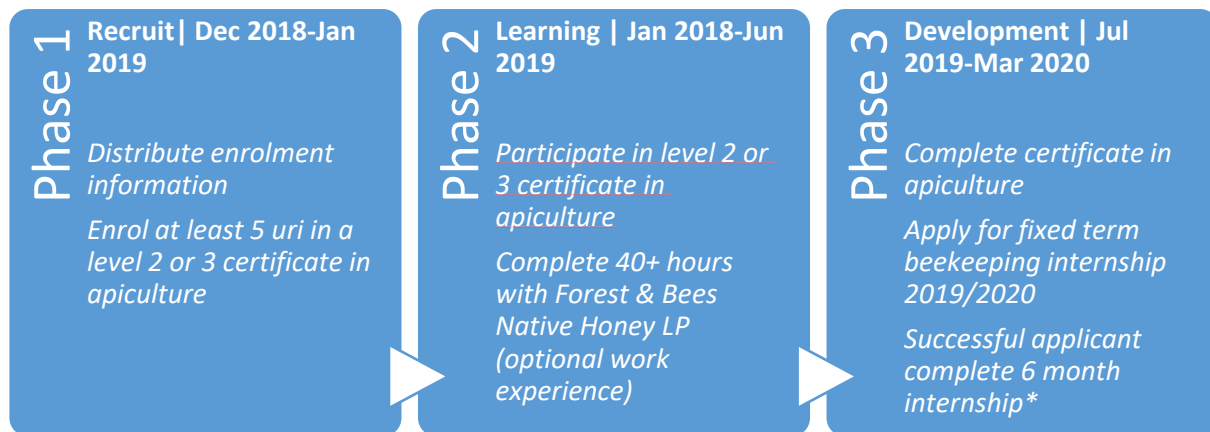 Phase 1
Recruit| Dec 2018-Jan
2019
Distribute enrolment
information
Enrol at least 5 uri in a
level 2 or 3 certificate in
apiculture
Phase 2
Learning | Jan 2018-Jun
2019
Participate in level 2 or
3 certificate in
apiculture
Complete 40+ hours
with Forest & Bees
Native Honey LP
(optional work
experience)
Phase 3
Development | Jul
2019-Mar 2020
Complete certificate in
apiculture
Apply for fixed term
beekeeping internship
2019/2020
Successful applicant
complete 6 month
internship*